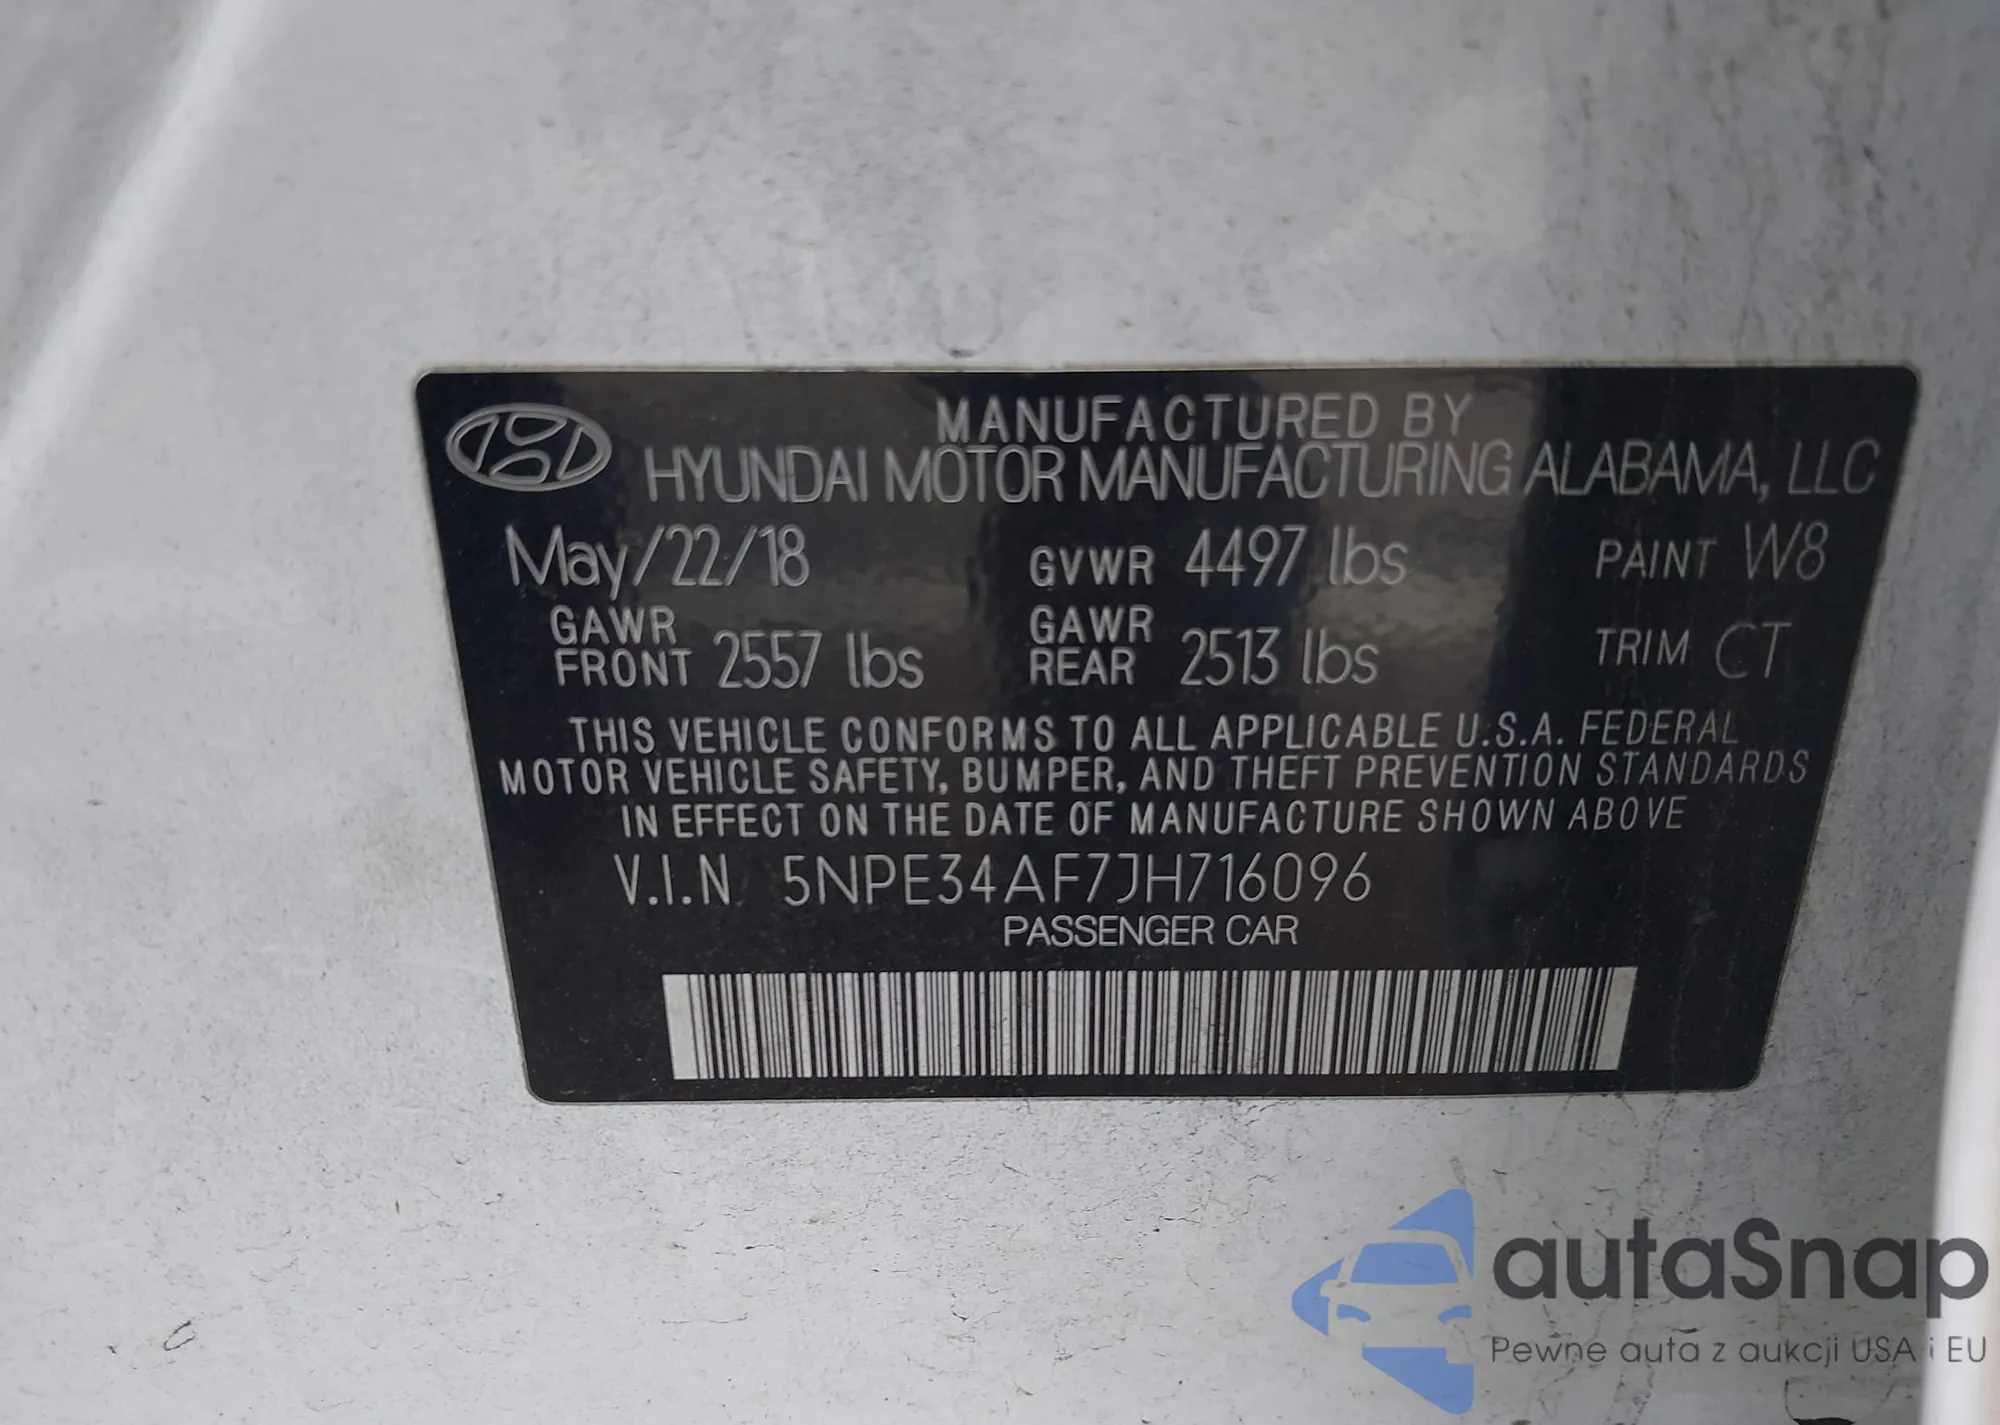 MANUFACTURED BY
HYUNDAI MOTOR MANUFACTURING ALABAMA, LLC
May/22/18 GVWR 4497 lbs PAINT W8
GAWR FRONT 2557 lbs GAWR REAR 2513 lbs TRIM CT
THIS VEHICLE CONFORMS TO ALL APPLICABLE U.S.A. FEDERAL
MOTOR VEHICLE SAFETY, BUMPER, AND THEFT PREVENTION STANDARDS
IN EFFECT ON THE DATE OF MANUFACTURE SHOWN ABOVE
V.I.N 5NPE34AF7JH716096
PASSENGER CAR
autaSnap
Pewne auta z aukcji USA i EU